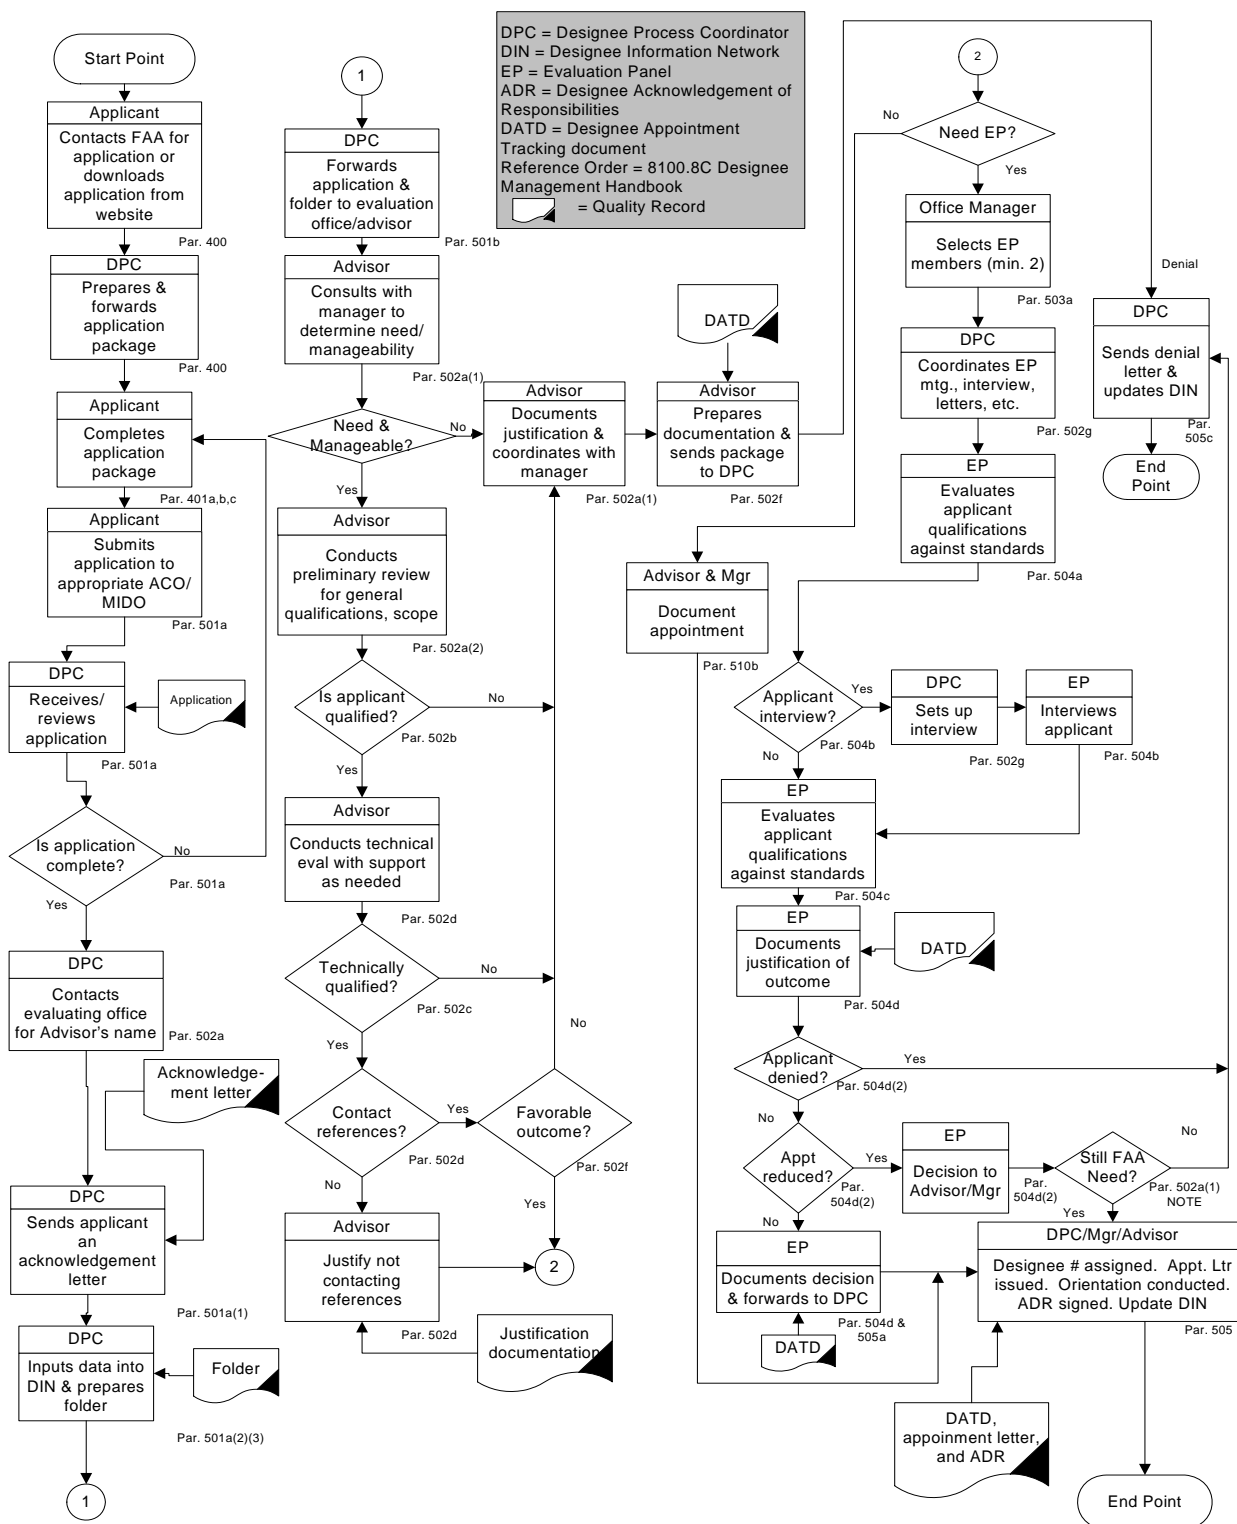 Start Point
Applicant
Contacts FAA for
application or
downloads
application from
website
Par. 400
DPC
Prepares &
forwards
application
package
Par. 400
Applicant
Completes
application
package
Par. 401a,b,c
Applicant
Submits
application to
appropriate ACO/
MIDO
Par. 501a
DPC
Receives/
reviews
application
Application
Par. 501a
Is application
complete?
No
Par. 501a
Yes
DPC
Contacts
evaluating office
for Advisor's name
Par. 502a
Acknowledge-
ment letter
DPC
Sends applicant
an
acknowledgement
letter
Par. 501a(1)
DPC
Inputs data into
DIN & prepares
folder
Folder
Par. 501a(2)(3)
1
1
DPC
Forwards
application &
folder to evaluation
office/advisor
Par. 501b
Advisor
Consults with
manager to
determine need/
manageability
Par. 502a(1)
Need &
Manageable?
No
Yes
Advisor
Conducts
preliminary review
for general
qualifications, scope
Par. 502a(2)
Is applicant
qualified?
No
Par. 502b
Yes
Advisor
Conducts technical
eval with support
as needed
Par. 502d
Technically
qualified?
No
Par. 502c
Yes
Contact
references?
Yes
Par. 502d
No
Favorable
outcome?
No
Par. 502f
Yes
Advisor
Justify not
contacting
references
Par. 502d
2
Justification
documentation
DPC = Designee Process Coordinator
DIN = Designee Information Network
EP = Evaluation Panel
ADR = Designee Acknowledgement of
Responsibilities
DATD = Designee Appointment
Tracking document
Reference Order = 8100.8C Designee
Management Handbook
= Quality Record
DATD
Advisor
Documents
justification &
coordinates with
manager
Par. 502a(1)
Advisor
Prepares
documentation &
sends package
to DPC
Par. 502f
2
Need EP?
No
Yes
Office Manager
Selects EP
members (min. 2)
Par. 503a
DPC
Coordinates EP
mtg., interview,
letters, etc.
Par. 502g
EP
Evaluates
applicant
qualifications
against standards
Par. 504a
Denial
DPC
Sends denial
letter &
updates DIN
Par.
505c
End
Point
Advisor & Mgr
Document
appointment
Par. 510b
Applicant
interview?
Yes
Par. 504b
No
DPC
Sets up
interview
Par. 502g
EP
Interviews
applicant
Par. 504b
EP
Evaluates
applicant
qualifications
against standards
Par. 504c
EP
Documents
justification of
outcome
DATD
Par. 504d
Applicant
denied?
Yes
Par. 504d(2)
No
Appt
reduced?
Yes
Par.
504d(2)
No
EP
Decision to
Advisor/Mgr
Par.
504d(2)
Still FAA
Need?
No
Par. 502a(1)
NOTE
Yes
EP
Documents decision
& forwards to DPC
Par. 504d &
505a
DATD
DPC/Mgr/Advisor
Designee # assigned. Appt. Ltr
issued. Orientation conducted.
ADR signed. Update DIN
Par. 505
DATD,
appoinment letter,
and ADR
End Point